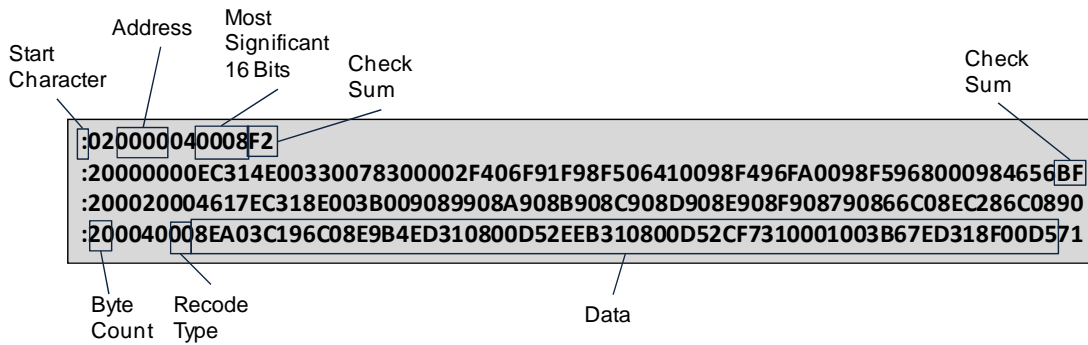 Start Character
Address
Most Significant 16 Bits
Check Sum
Check Sum
:020000040008F2
:20000000EC314E00330078300002F406F91F98F506410098F496FA0098F5968000984656BF
:200020004617EC318E003B009089908A908B908C908D908E908F908790866C08EC286C0890
:200040008EA03C196C08E9B4ED310800D52EEB310800D52CF7310001003B67ED318F00D571
Byte Count
Recode Type
Data